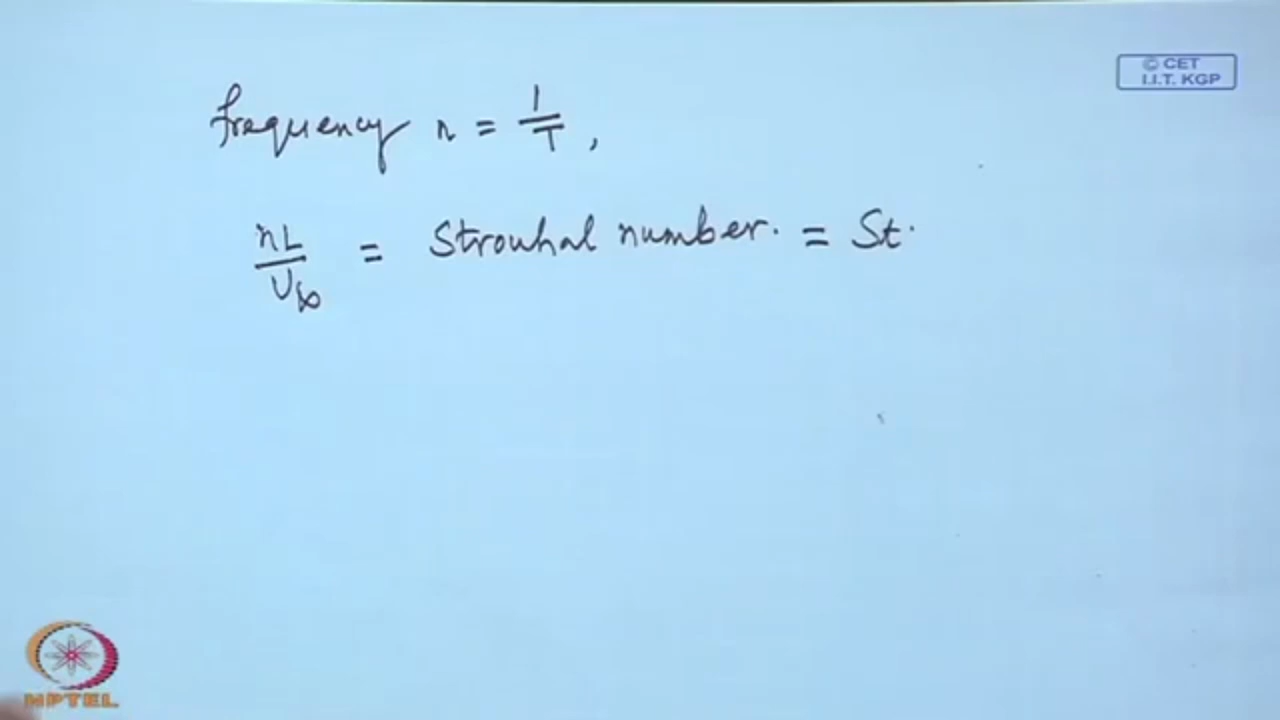 © CET
I.I.T. KGP
frequency n = 1/T ,
nL/U∞ = Strouhal number. = St.
NPTEL